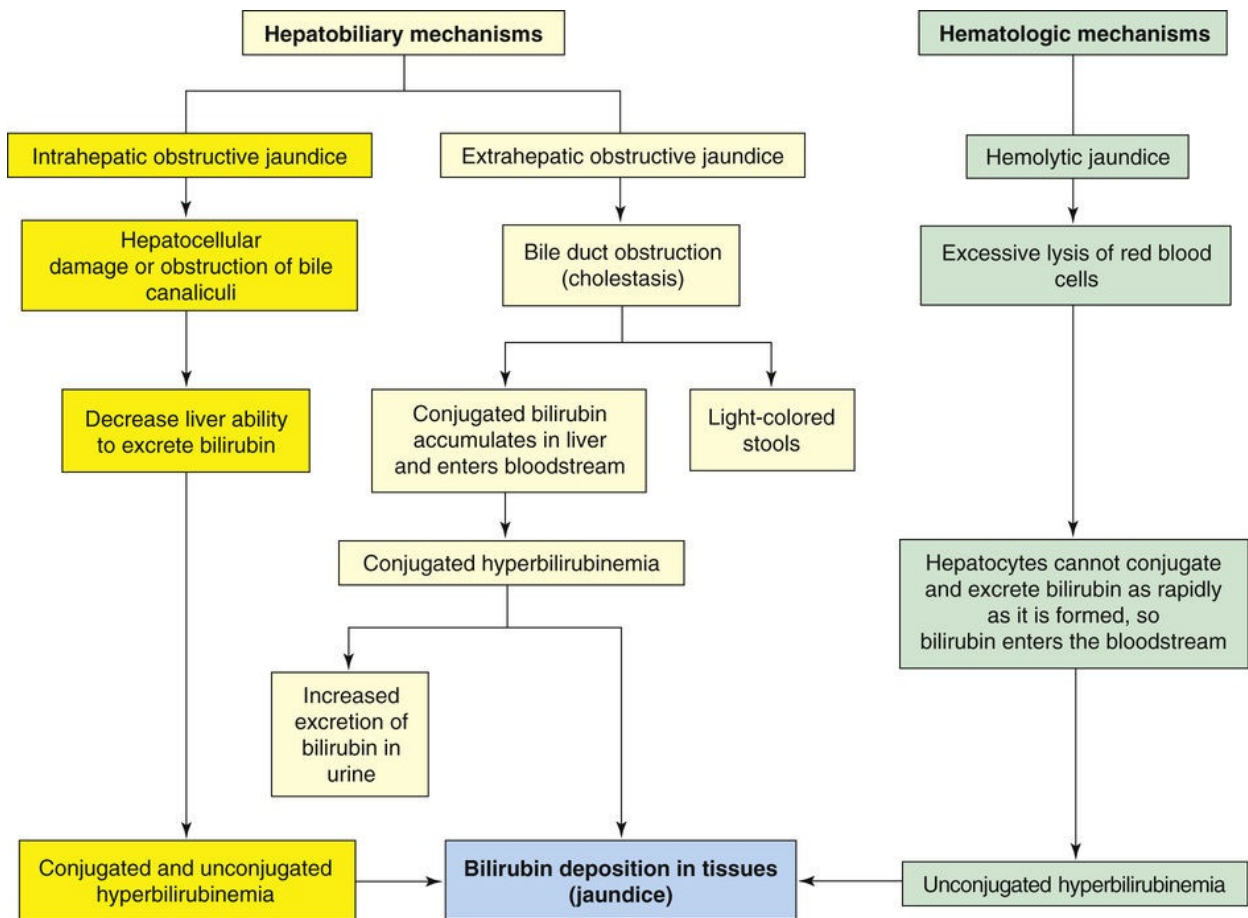 Hepatobiliary mechanisms
Hematologic mechanisms
Intrahepatic obstructive jaundice
Extrahepatic obstructive jaundice
Hemolytic jaundice
Hepatocellular
damage or obstruction of bile
canaliculi
Bile duct obstruction
(cholestasis)
Excessive lysis of red blood
cells
Decrease liver ability
to excrete bilirubin
Conjugated bilirubin
accumulates in liver
and enters bloodstream
Light-colored
stools
Conjugated hyperbilirubinemia
Hepatocytes cannot conjugate
and excrete bilirubin as rapidly
as it is formed, so
bilirubin enters the bloodstream
Increased
excretion of
bilirubin in
urine
Conjugated and unconjugated
hyperbilirubinemia
Bilirubin deposition in tissues
(jaundice)
Unconjugated hyperbilirubinemia